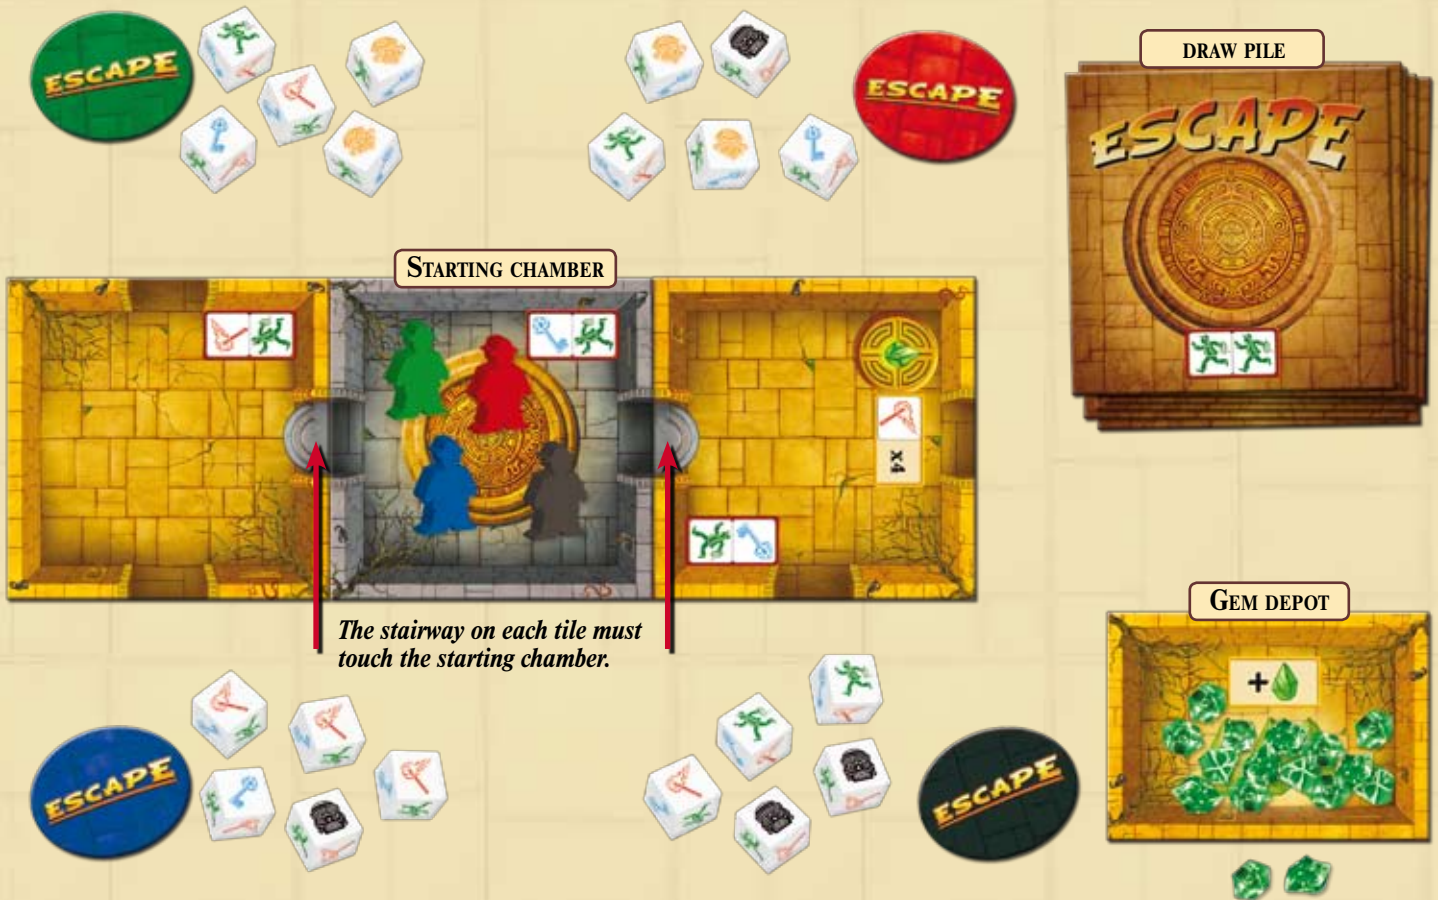 ESCAPE
ESCAPE
DRAW PILE
ESCAPE
STARTING CHAMBER
x4
The stairway on each tile must
touch the starting chamber.
GEM DEPOT
+
ESCAPE
ESCAPE